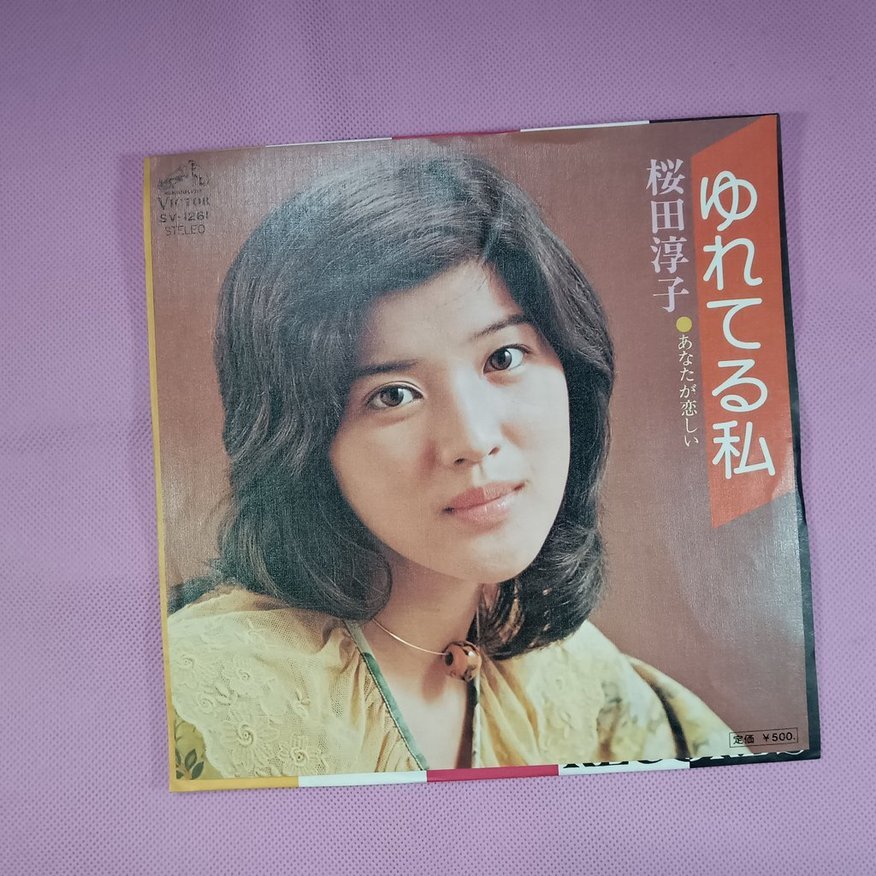 VICTOR
SV-1261
STELEO
ゆれてる私
桜田淳子
●あなたが恋しい
定価 ¥500.